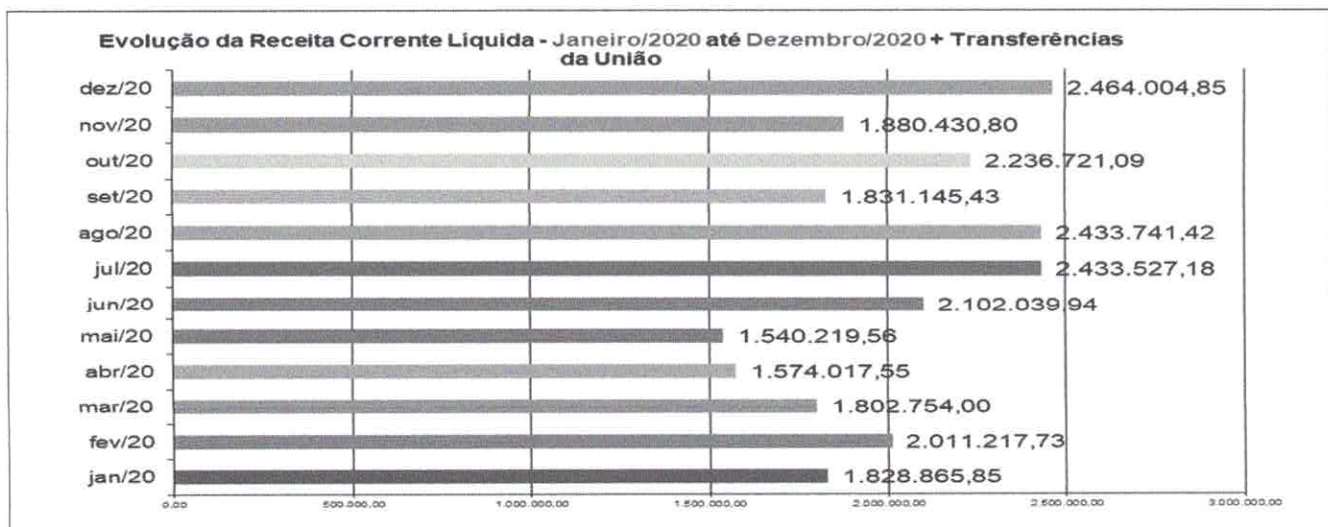 Evolução da Receita Corrente Líquida - Janeiro/2020 até Dezembro/2020 + Transferências
da União
dez/20 2.464.004,85
nov/20 1.880.430,80
out/20 2.236.721,09
set/20 1.831.145,43
ago/20 2.433.741,42
jul/20 2.433.527,18
jun/20 2.102.039,94
mai/20 1.540.219,56
abr/20 1.574.017,55
mar/20 1.802.754,00
fev/20 2.011.217,73
jan/20 1.828.865,85
0,00 500.000,00 1.000.000,00 1.500.000,00 2.000.000,00 2.500.000,00 3.000.000,00